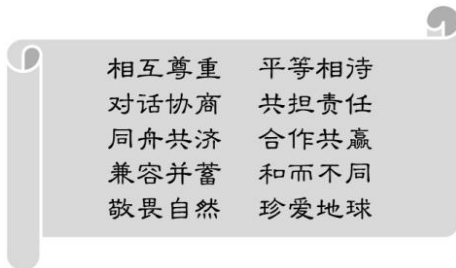 相互尊重 平等相待
对话协商 共担责任
同舟共济 合作共赢
兼容并蓄 和而不同
敬畏自然 珍爱地球